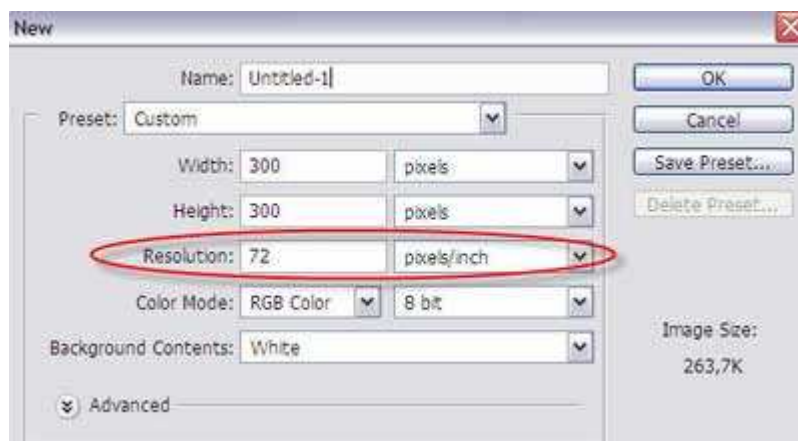 New
Name: Untitled-1
OK
Preset: Custom
Cancel
Width: 300 pixels
Save Preset...
Height: 300 pixels
Delete Preset...
Resolution: 72 pixels/inch
Color Mode: RGB Color 8 bit
Background Contents: White
Image Size:
263,7K
Advanced